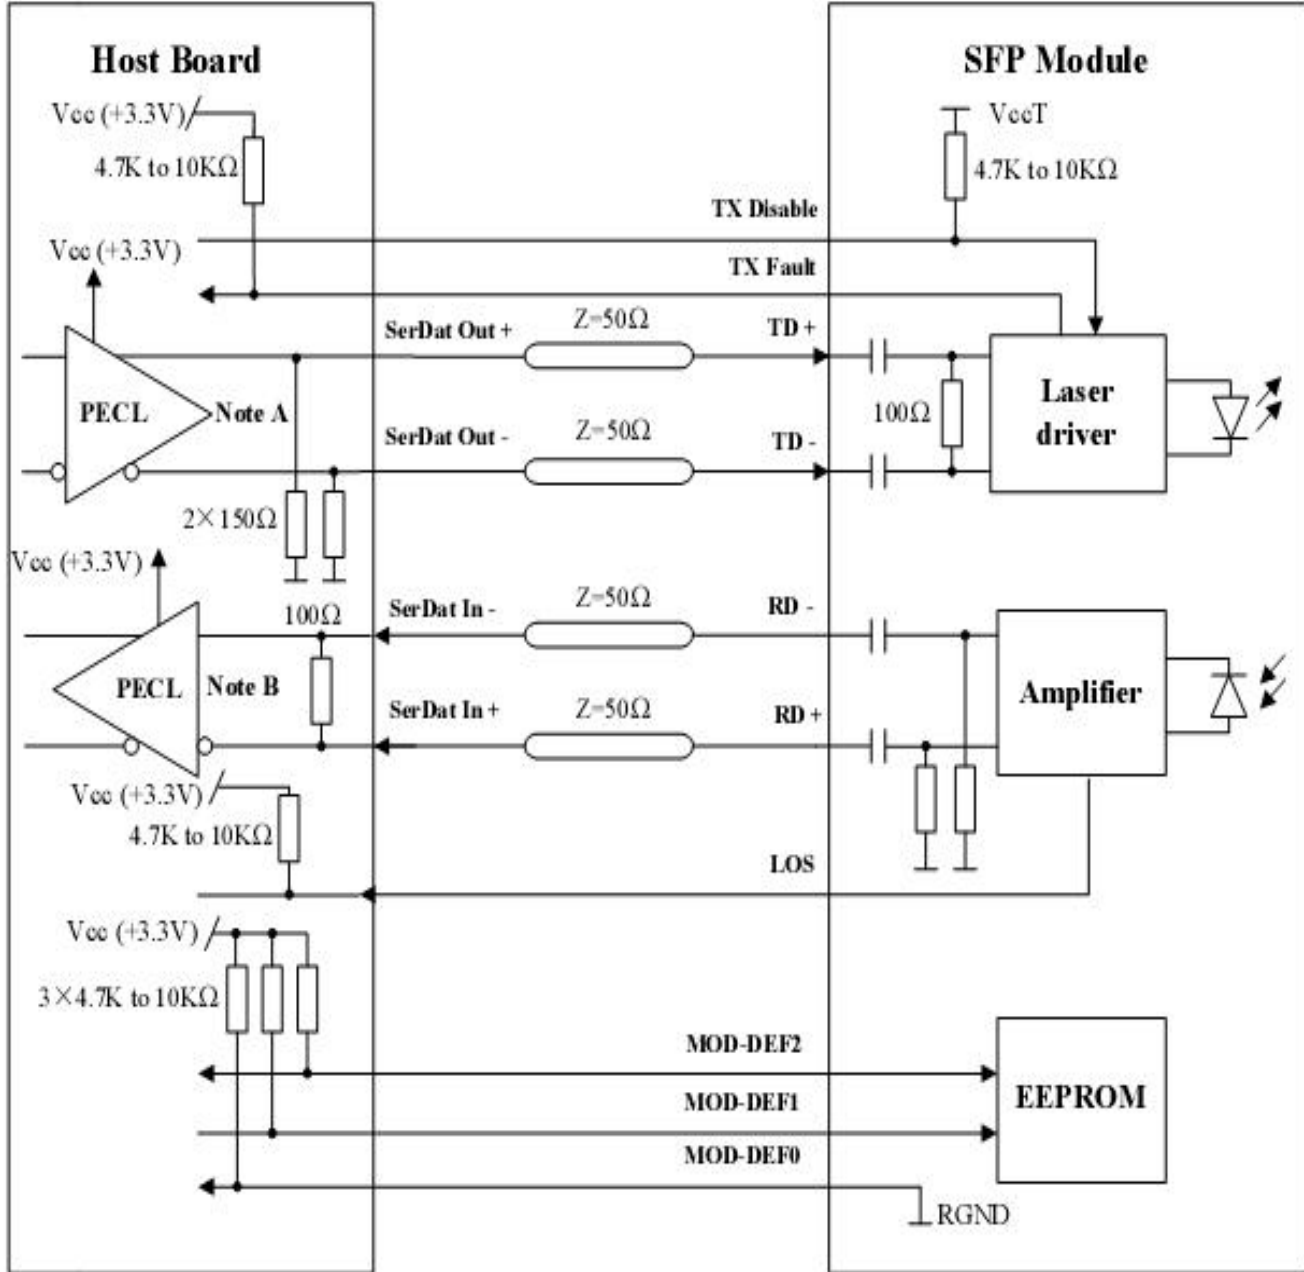 Host Board
SFP Module
Vcc (+3.3V)
VccT
4.7K to 10KΩ
4.7K to 10KΩ
TX Disable
Vcc (+3.3V)
TX Fault
SerDat Out +
Z=50Ω
TD +
PECL
Note A
100Ω
Laser
driver
SerDat Out -
Z=50Ω
TD -
2×150Ω
Vcc (+3.3V)
100Ω
SerDat In -
Z=50Ω
RD -
PECL
Note B
Amplifier
SerDat In +
Z=50Ω
RD +
Vcc (+3.3V)
4.7K to 10KΩ
LOS
Vcc (+3.3V)
3×4.7K to 10KΩ
MOD-DEF2
EEPROM
MOD-DEF1
MOD-DEF0
RGND